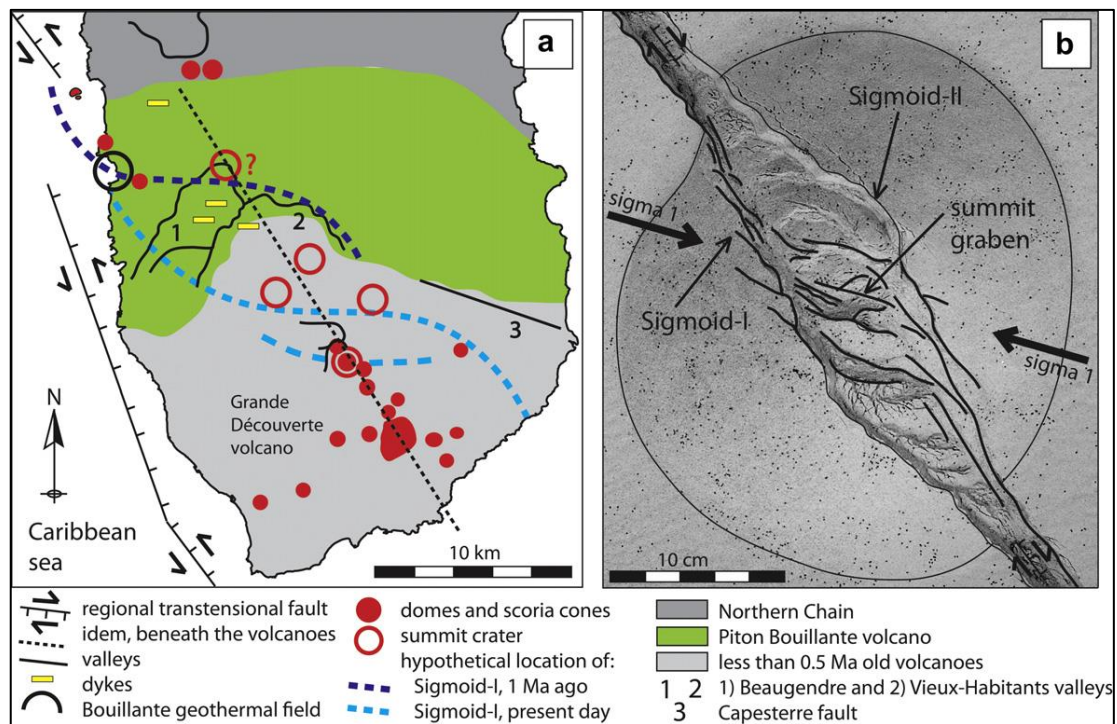 a
?
1
2
3
Grande
Découverte
volcano
N
Caribbean
sea
10 km
b
Sigmoid-II
sigma 1
summit
graben
Sigmoid-I
sigma 1
10 cm
regional transtensional fault
idem, beneath the volcanoes
valleys
dykes
Bouillante geothermal field
domes and scoria cones
summit crater
hypothetical location of:
Sigmoid-I, 1 Ma ago
Sigmoid-I, present day
Northern Chain
Piton Bouillante volcano
less than 0.5 Ma old volcanoes
1 2 1) Beaugendre and 2) Vieux-Habitants valleys
3 Capesterre fault